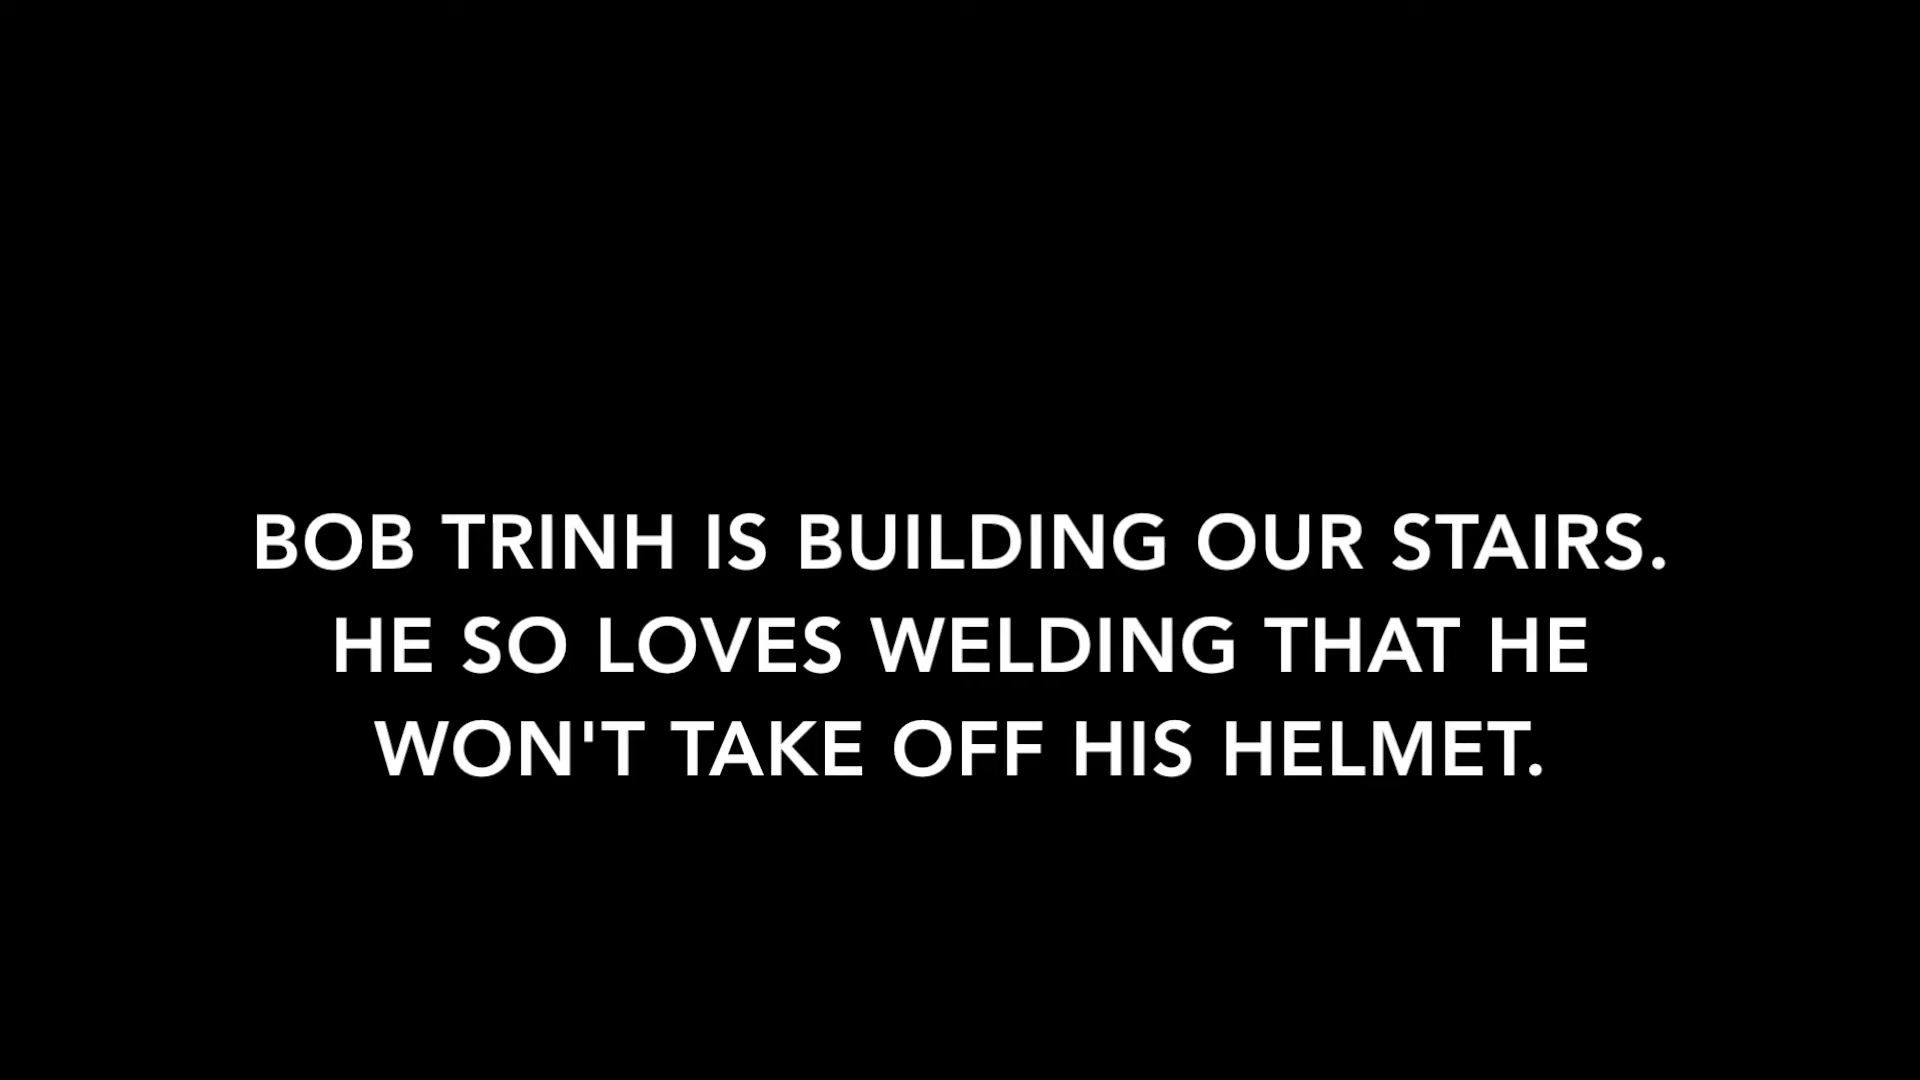 BOB TRINH IS BUILDING OUR STAIRS.
HE SO LOVES WELDING THAT HE
WON'T TAKE OFF HIS HELMET.